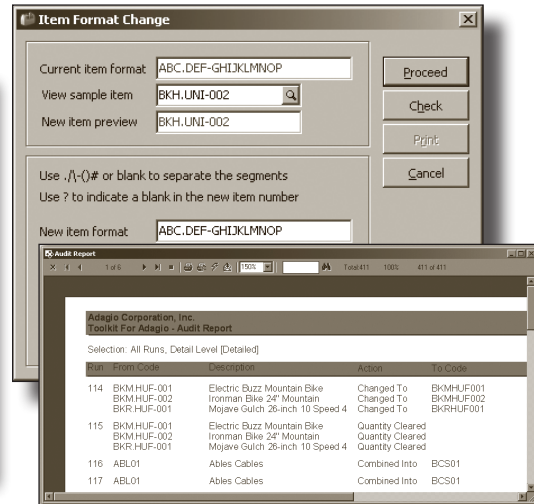 Item Format Change
Current item format ABC.DEF-GHIJKLMNOP
View sample item BKH.UNI-002
New item preview BKH.UNI-002
Proceed
Check
Print
Cancel
Use ./\-()# or blank to separate the segments
Use ? to indicate a blank in the new item number
New item format ABC.DEF-GHIJKLMNOP
Audit Report
1 of 6 150% Total:411 100% 411 of 411
Adagio Corporation, Inc.
Toolkit For Adagio - Audit Report
Selection: All Runs, Detail Level [Detailed]
Run From Code Description Action To Code
114 BKM.HUF-001 Electric Buzz Mountain Bike Changed To BKMHUF001
BKM.HUF-002 Ironman Bike 24" Mountain Changed To BKMHUF002
BKR.HUF-001 Mojave Gulch 26-inch 10 Speed 4 Changed To BKRHUF001
115 BKM.HUF-001 Electric Buzz Mountain Bike Quantity Cleared
BKM.HUF-002 Ironman Bike 24" Mountain Quantity Cleared
BKR.HUF-001 Mojave Gulch 26-inch 10 Speed 4 Quantity Cleared
116 ABL01 Ables Cables Combined Into BCS01
117 ABL01 Ables Cables Combined Into BCS01